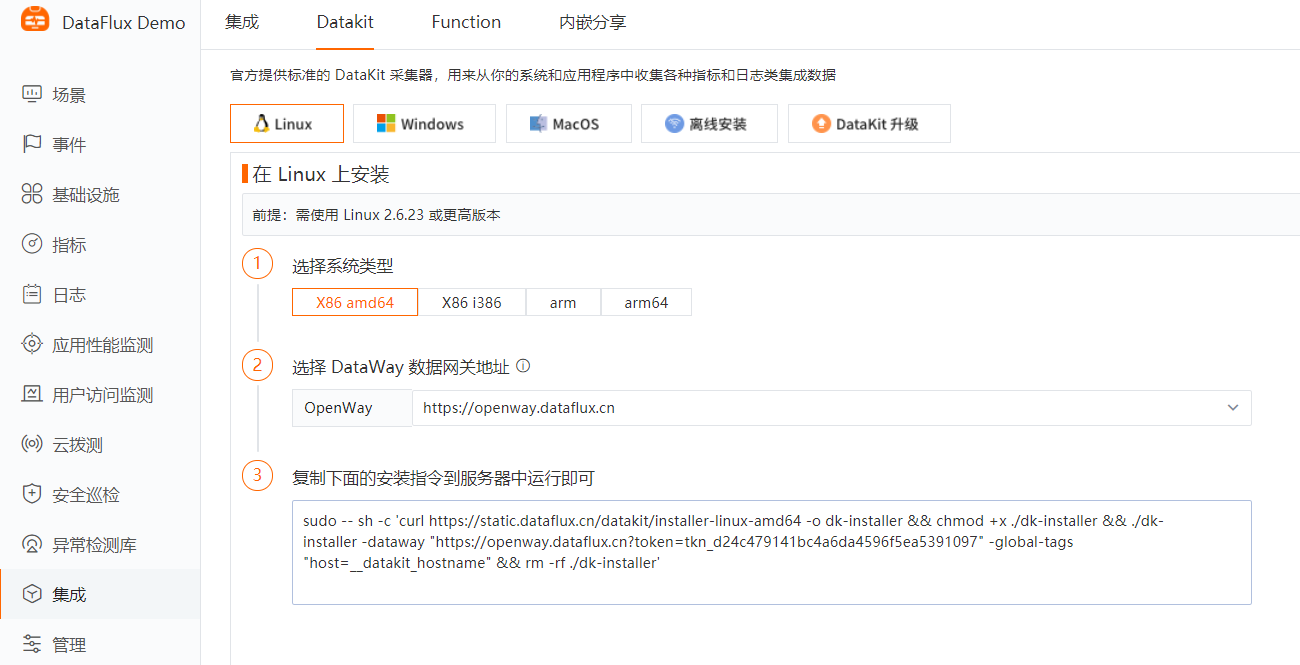 DataFlux Demo
集成 Datakit Function 内嵌分享
官方提供标准的 DataKit 采集器，用来从你的系统和应用程序中收集各种指标和日志类集成数据
Linux Windows MacOS 离线安装 DataKit 升级
在 Linux 上安装
前提：需使用 Linux 2.6.23 或更高版本
1 选择系统类型
X86 amd64 X86 i386 arm arm64
2 选择 DataWay 数据网关地址
OpenWay https://openway.dataflux.cn
3 复制下面的安装指令到服务器中运行即可
sudo -- sh -c 'curl https://static.dataflux.cn/datakit/installer-linux-amd64 -o dk-installer && chmod +x ./dk-installer && ./dk-
installer -dataway "https://openway.dataflux.cn?token=tkn_d24c479141bc4a6da4596f5ea5391097" -global-tags
"host=__datakit_hostname" && rm -rf ./dk-installer'
场景
事件
基础设施
指标
日志
应用性能监测
用户访问监测
云拨测
安全巡检
异常检测库
集成
管理